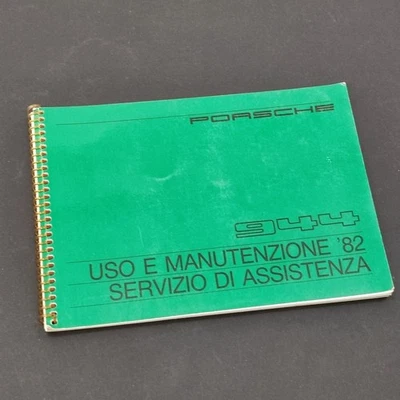 PORSCHE
944
USO E MANUTENZIONE '82
SERVIZIO DI ASSISTENZA